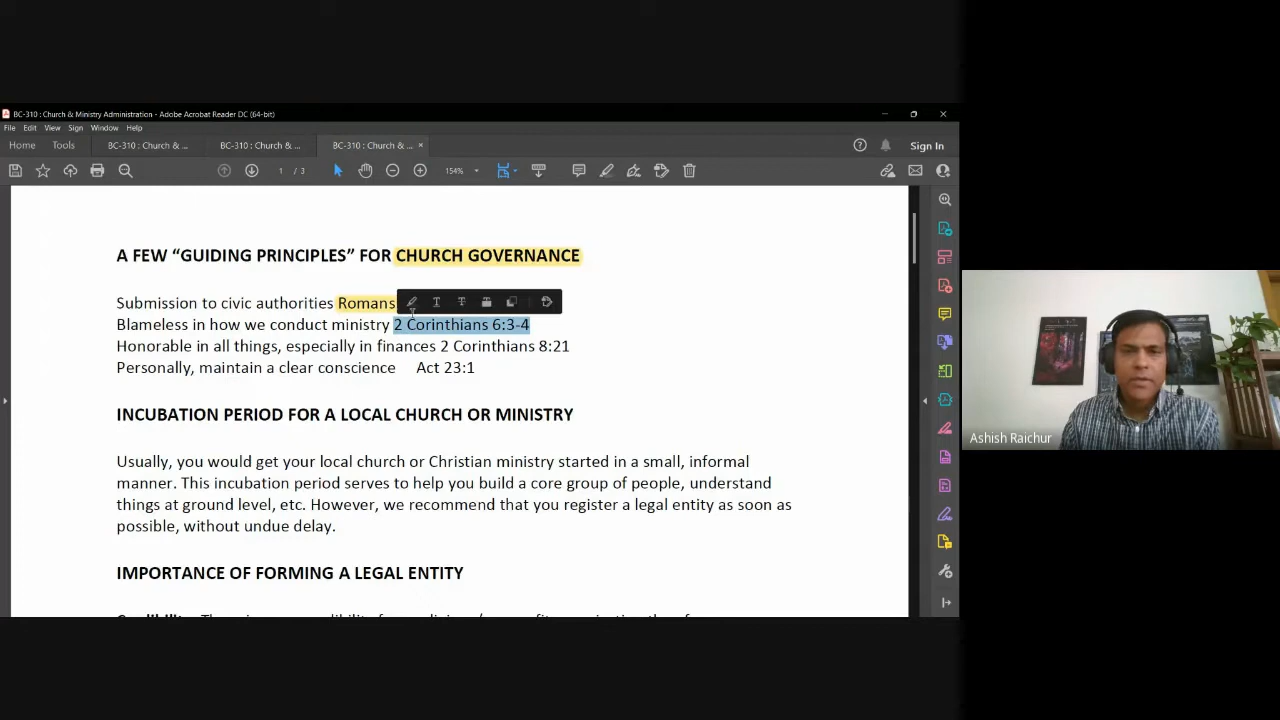 BC-310 : Church & Ministry Administration - Adobe Acrobat Reader DC (64-bit)
File Edit View Sign Window Help
Home Tools BC-310 : Church & ... BC-310 : Church & ... BC-310 : Church & ... × Sign In
1 / 3 154%
A FEW “GUIDING PRINCIPLES” FOR CHURCH GOVERNANCE
Submission to civic authorities Romans
Blameless in how we conduct ministry 2 Corinthians 6:3-4
Honorable in all things, especially in finances 2 Corinthians 8:21
Personally, maintain a clear conscience Act 23:1
INCUBATION PERIOD FOR A LOCAL CHURCH OR MINISTRY
Usually, you would get your local church or Christian ministry started in a small, informal
manner. This incubation period serves to help you build a core group of people, understand
things at ground level, etc. However, we recommend that you register a legal entity as soon as
possible, without undue delay.
IMPORTANCE OF FORMING A LEGAL ENTITY
Ashish Raichur